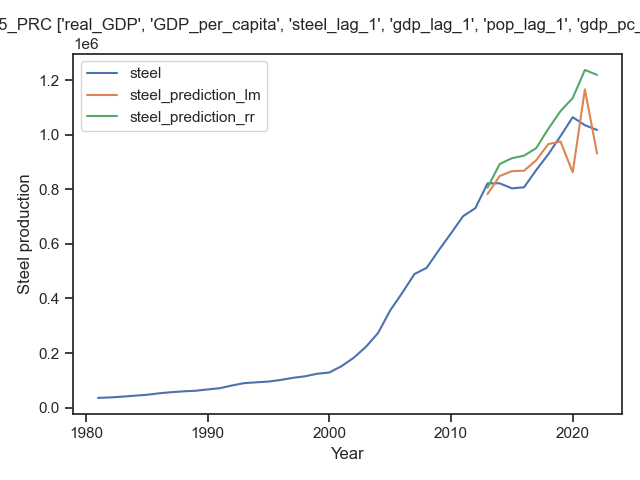 5_PRC ['real_GDP', 'GDP_per_capita', 'steel_lag_1', 'gdp_lag_1', 'pop_lag_1', 'gdp_pc_
1e6
steel
steel_prediction_lm
steel_prediction_rr
1.2
1.0
0.8
0.6
0.4
0.2
0.0
Steel production
1980
1990
2000
2010
2020
Year